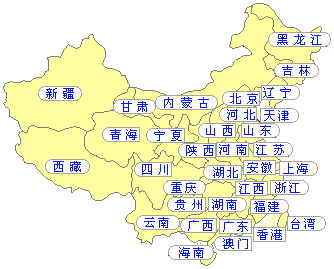 黑龙江
吉林
辽宁
新疆
内蒙古
北京
甘肃
河北
天津
青海
宁夏
山西
山东
陕西
河南
江苏
西藏
四川
湖北
安徽
上海
重庆
江西
浙江
贵州
湖南
福建
云南
广西
广东
台湾
香港
澳门
海南